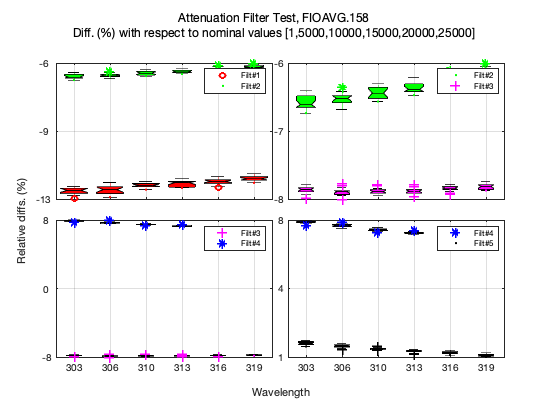 Attenuation Filter Test, FIOAVG.158
Diff. (%) with respect to nominal values [1,5000,10000,15000,20000,25000]
-6
-9
-13
Filt#1
Filt#2
-6
-7
-8
Filt#2
Filt#3
Relative diffs. (%)
8
0
-8
Filt#3
Filt#4
303 306 310 313 316 319
8
4
1
Filt#4
Filt#5
303 306 310 313 316 319
Wavelength